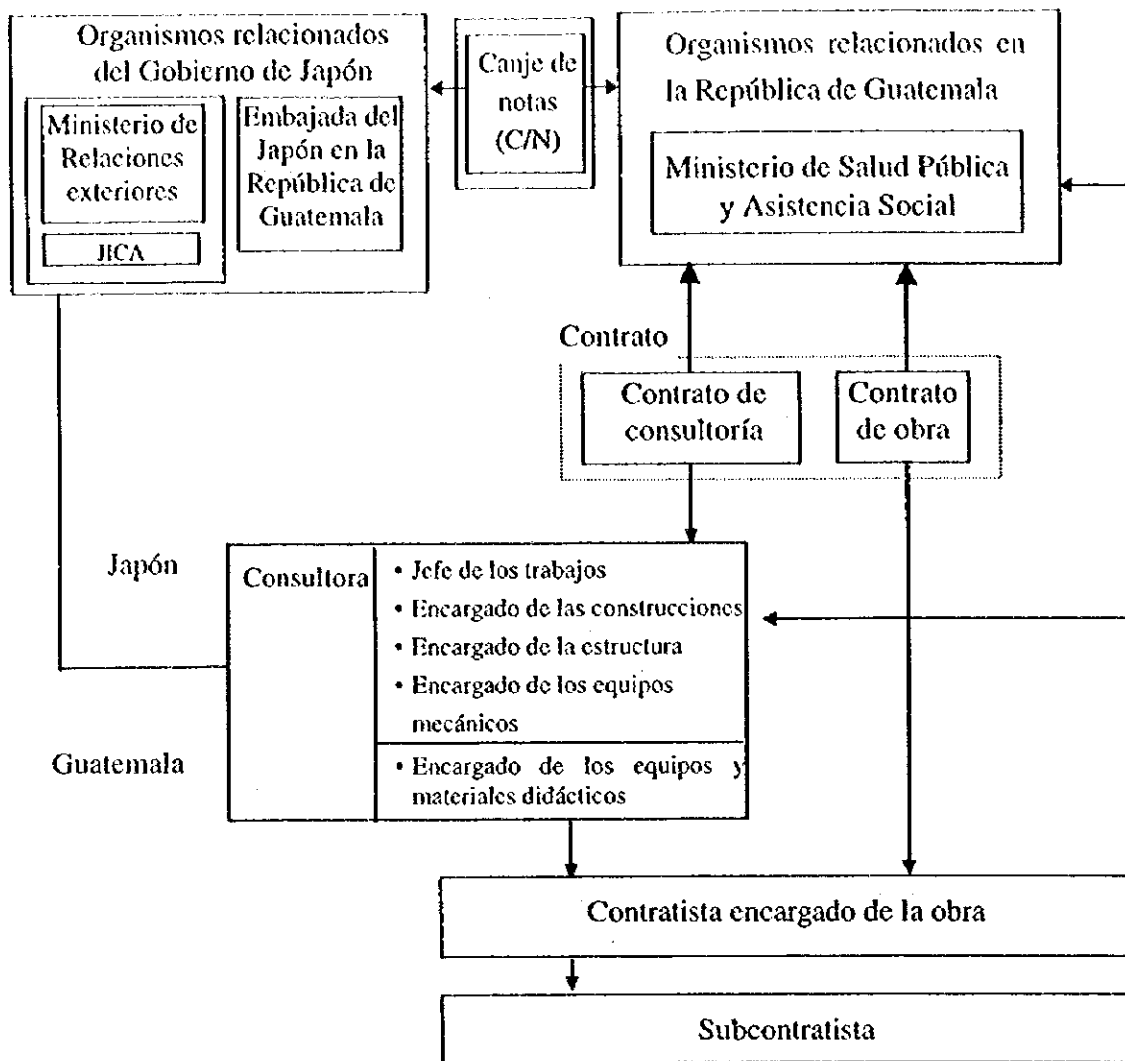 Organismos relacionados
del Gobierno de Japón
Ministerio de
Relaciones
exteriores
JICA
Embajada del
Japón en la
República de
Guatemala
Canje de
notas
(C/N)
Organismos relacionados en
la República de Guatemala
Ministerio de Salud Pública
y Asistencia Social
Contrato
Contrato de
consultoría
Contrato
de obra
Japón
Guatemala
Consultora
• Jefe de los trabajos
• Encargado de las construcciones
• Encargado de la estructura
• Encargado de los equipos
mecánicos
• Encargado de los equipos y
materiales didácticos
Contratista encargado de la obra
Subcontratista